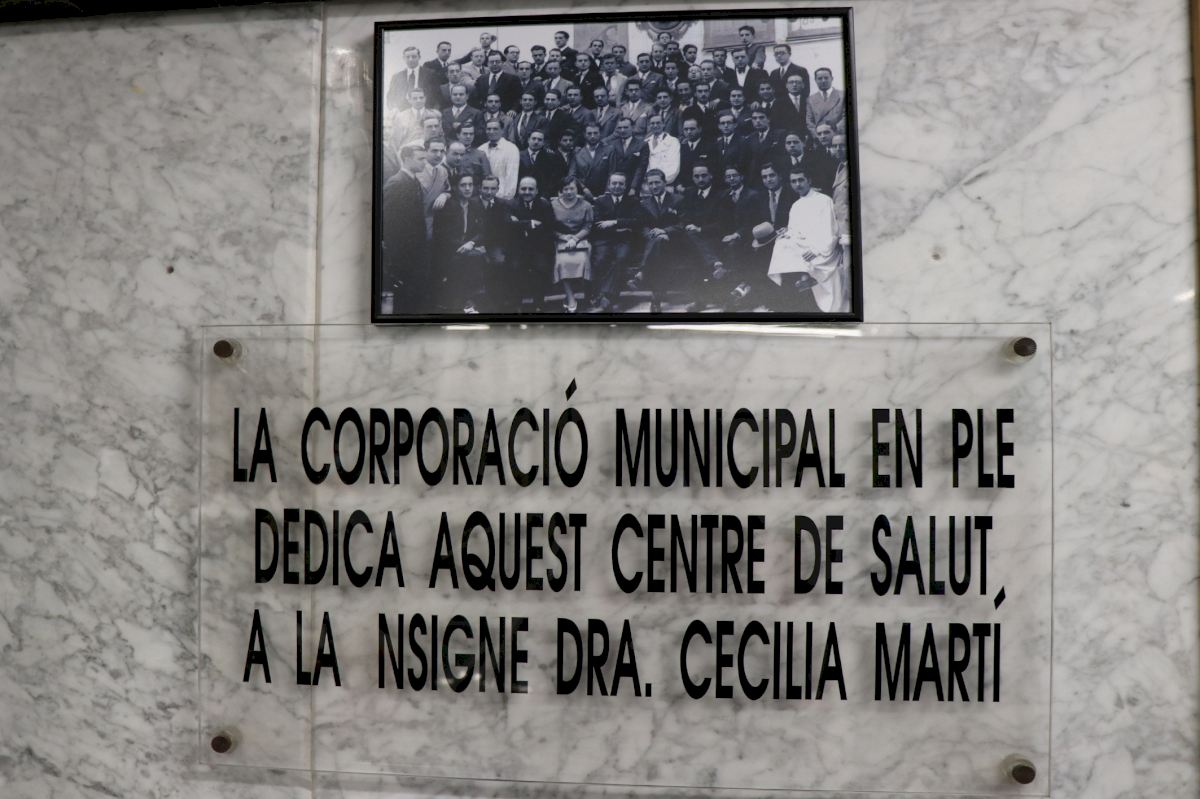 LA CORPORACIÓ MUNICIPAL EN PLE
DEDICA AQUEST CENTRE DE SALUT
A LA NSIGNE DRA. CECILIA MARTÍ